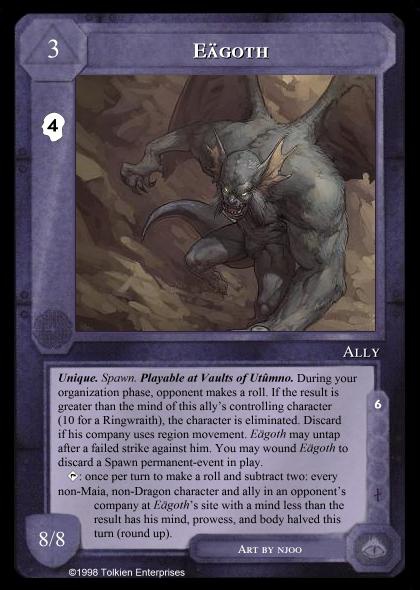 3
EÄGOTH
4
ALLY
Unique. Spawn. Playable at Vaults of Utûmno. During your
organization phase, opponent makes a roll. If the result is
greater than the mind of this ally's controlling character
(10 for a Ringwraith), the character is eliminated. Discard
if his company uses region movement. Eägoth may untap
after a failed strike against him. You may wound Eägoth to
discard a Spawn permanent-event in play.
: once per turn to make a roll and subtract two: every
non-Maia, non-Dragon character and ally in an opponent's
company at Eägoth's site with a mind less than the
result has his mind, prowess, and body halved this
turn (round up).
6
8/8
ART BY NJOO
©1998 Tolkien Enterprises